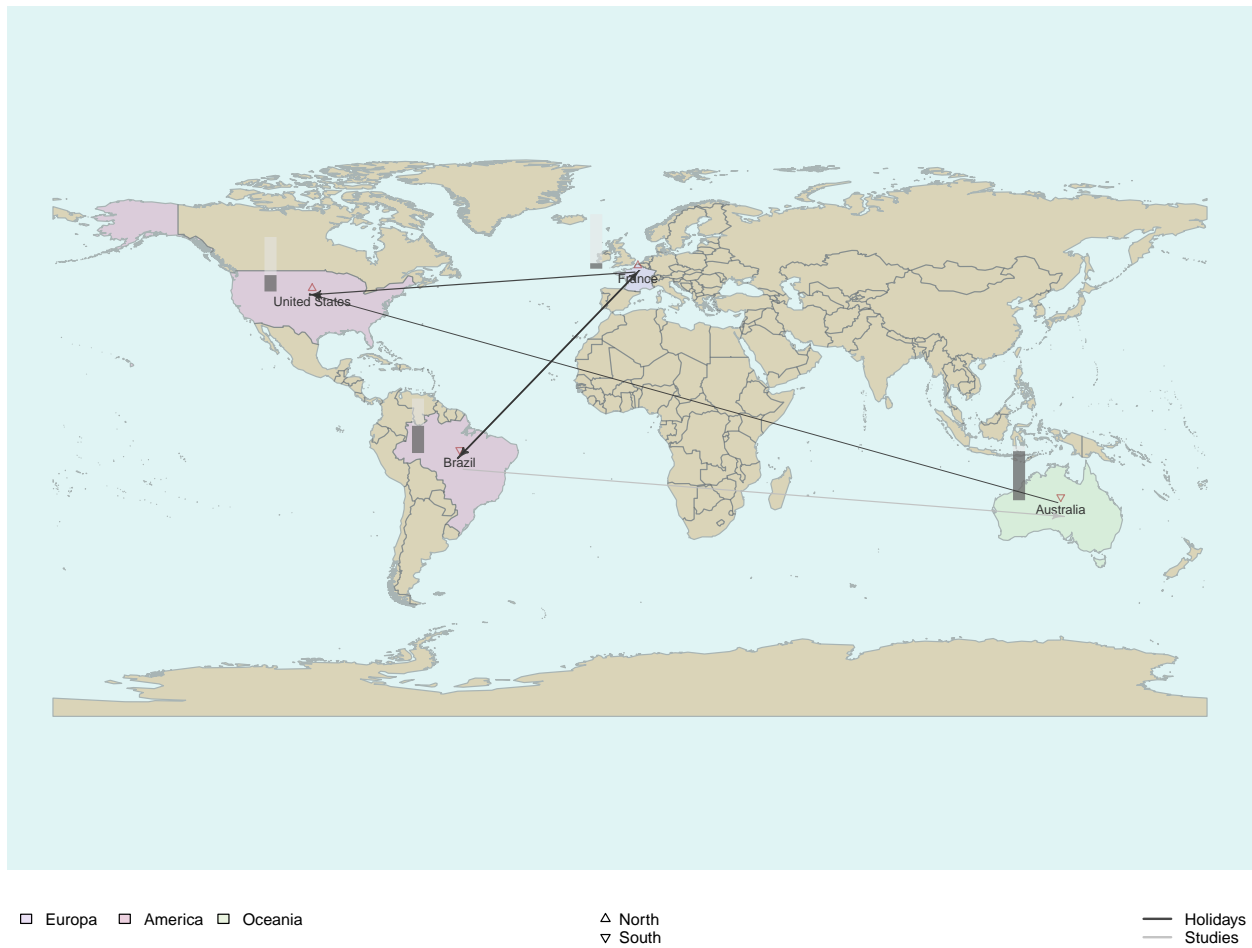 France
United States
Brazil
Australia
Europa America Oceania
North
South
Holidays
Studies